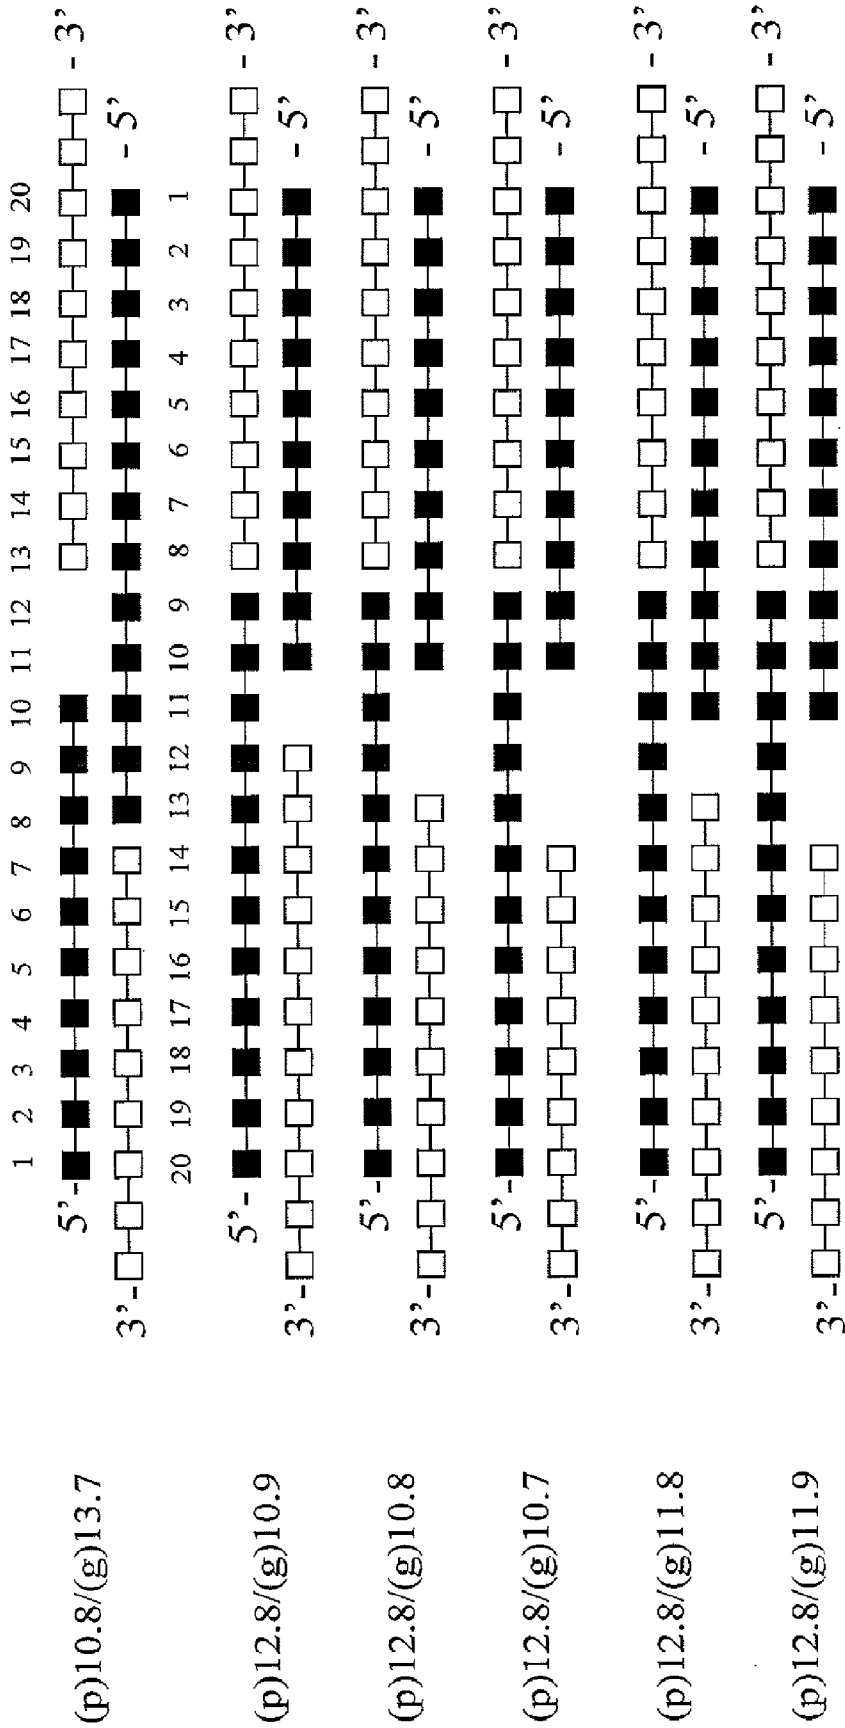 1 2 3 4 5 6 7 8 9 10 11 12 13 14 15 16 17 18 19 20
(p)10.8/(g)13.7 5'- - 3'
3'- - 5'
20 19 18 17 16 15 14 13 12 11 10 9 8 7 6 5 4 3 2 1
(p)12.8/(g)10.9 5'- - 3'
3'- - 5'
(p)12.8/(g)10.8 5'- - 3'
3'- - 5'
(p)12.8/(g)10.7 5'- - 3'
3'- - 5'
(p)12.8/(g)11.8 5'- - 3'
3'- - 5'
(p)12.8/(g)11.9 5'- - 3'
3'- - 5'